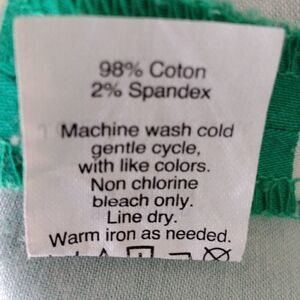 98% Coton
2% Spandex
Machine wash cold
gentle cycle,
with like colors.
Non chlorine
bleach only.
Line dry.
Warm iron as needed.